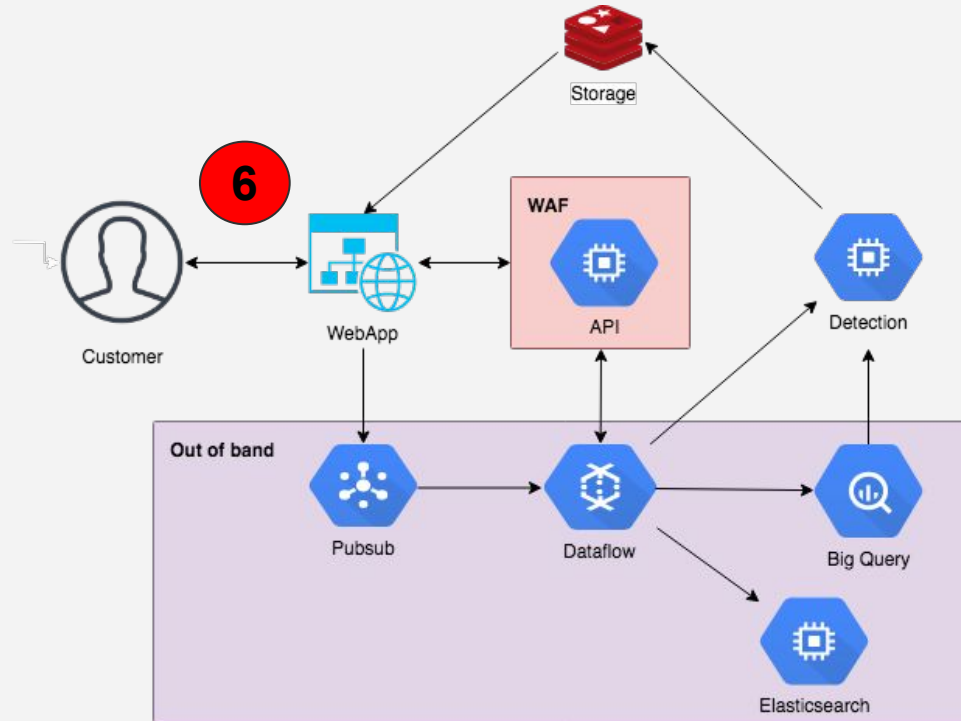 Storage
6
WAF
API
Customer
WebApp
Detection
Out of band
Pubsub
Dataflow
Big Query
Elasticsearch